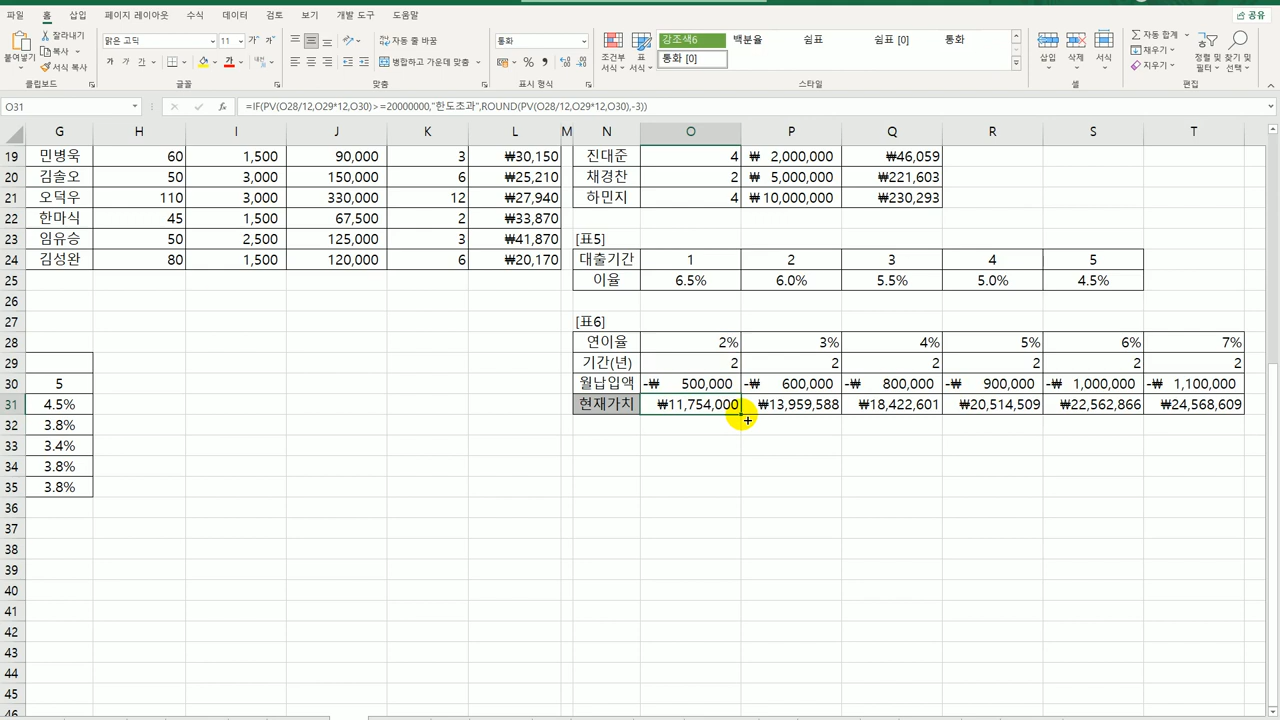 파일 홈 삽입 페이지 레이아웃 수식 데이터 검토 보기 개발 도구 도움말 공유
잘라내기
복사
서식 복사
붙여넣기
맑은 고딕 11 가 가
가 가 가
자동 줄 바꿈
병합하고 가운데 맞춤
통화
조건부 서식
표 서식
강조색6 백분율 쉼표 쉼표 [0] 통화
통화 [0]
삽입 삭제 서식
자동 합계
채우기
지우기
정렬 및 필터
찾기 및 선택
클립보드 글꼴 맞춤 표시 형식 스타일 셀 편집
O31 fx =IF(PV(O28/12,O29*12,O30)>=20000000,"한도초과",ROUND(PV(O28/12,O29*12,O30),-3))
G H I J K L M N O P Q R S T
19 민병욱 60 1,500 90,000 3 ₩30,150 진대준 4 ₩ 2,000,000 ₩46,059
20 김솔오 50 3,000 150,000 6 ₩25,210 채경찬 2 ₩ 5,000,000 ₩221,603
21 오덕우 110 3,000 330,000 12 ₩27,940 하민지 4 ₩ 10,000,000 ₩230,293
22 한마식 45 1,500 67,500 2 ₩33,870
23 임유승 50 2,500 125,000 3 ₩41,870 [표5]
24 김성완 80 1,500 120,000 6 ₩20,170 대출기간 1 2 3 4 5
25 이율 6.5% 6.0% 5.5% 5.0% 4.5%
26
27 [표6]
28 연이율 2% 3% 4% 5% 6% 7%
29 기간(년) 2 2 2 2 2 2
30 5 월납입액 -₩ 500,000 -₩ 600,000 -₩ 800,000 -₩ 900,000 -₩ 1,000,000 -₩ 1,100,000
31 4.5% 현재가치 ₩11,754,000 ₩13,959,588 ₩18,422,601 ₩20,514,509 ₩22,562,866 ₩24,568,609
32 3.8%
33 3.4%
34 3.8%
35 3.8%
36
37
38
39
40
41
42
43
44
45